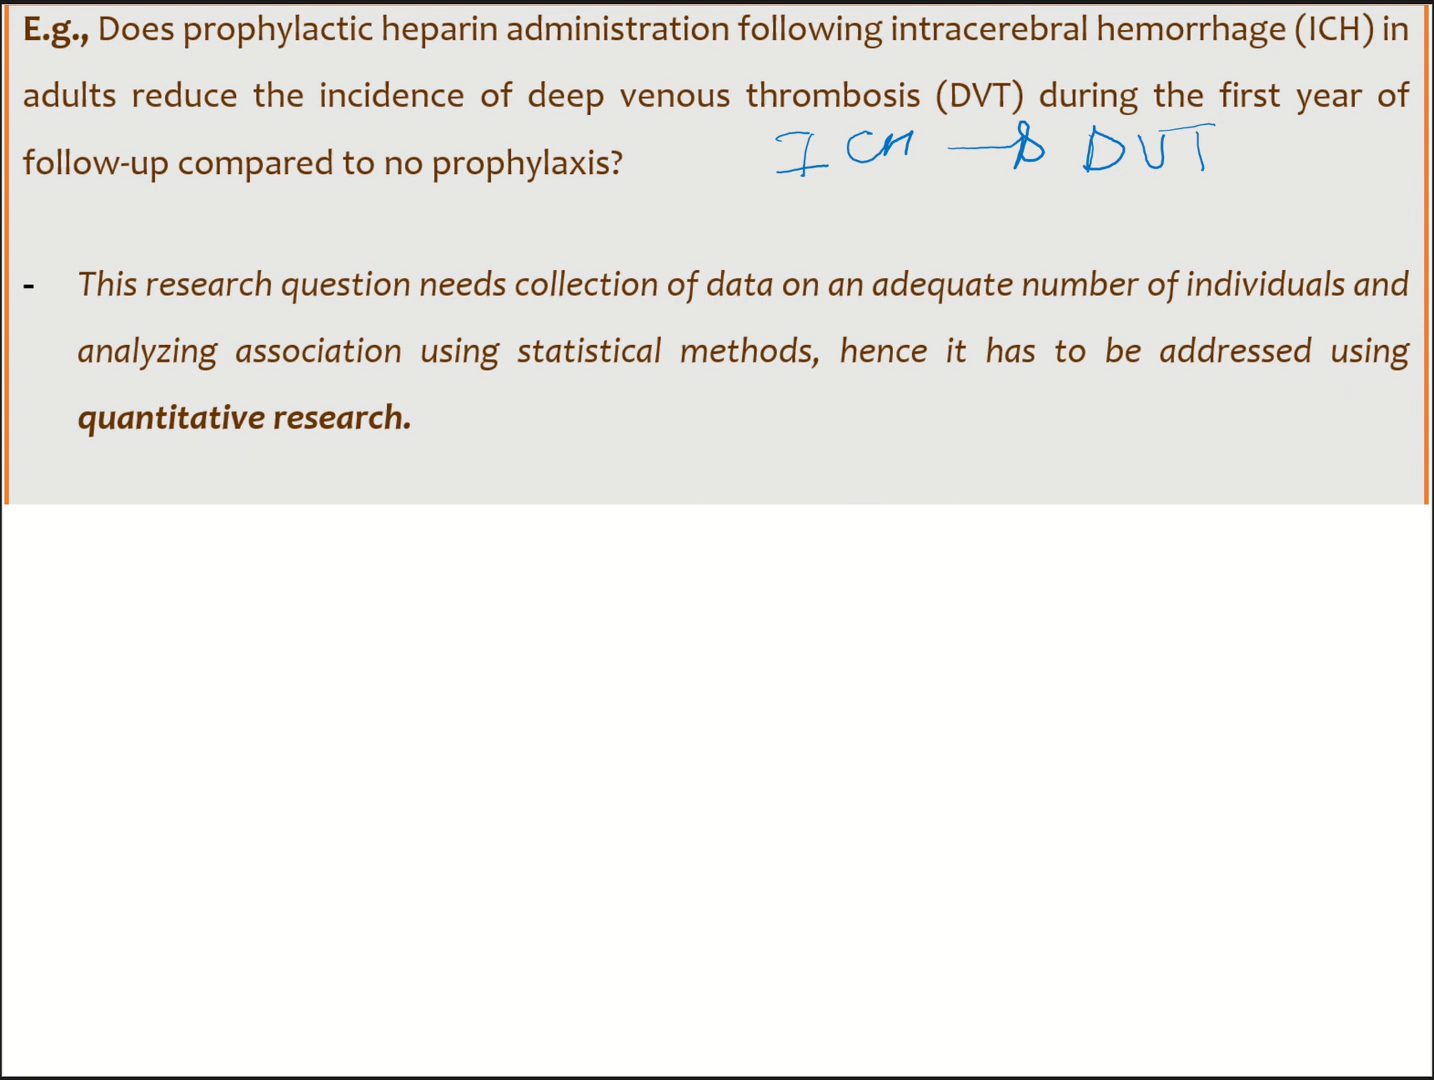 E.g., Does prophylactic heparin administration following intracerebral hemorrhage (ICH) in
adults reduce the incidence of deep venous thrombosis (DVT) during the first year of
follow-up compared to no prophylaxis?
ICH → DVT
- This research question needs collection of data on an adequate number of individuals and
analyzing association using statistical methods, hence it has to be addressed using
quantitative research.